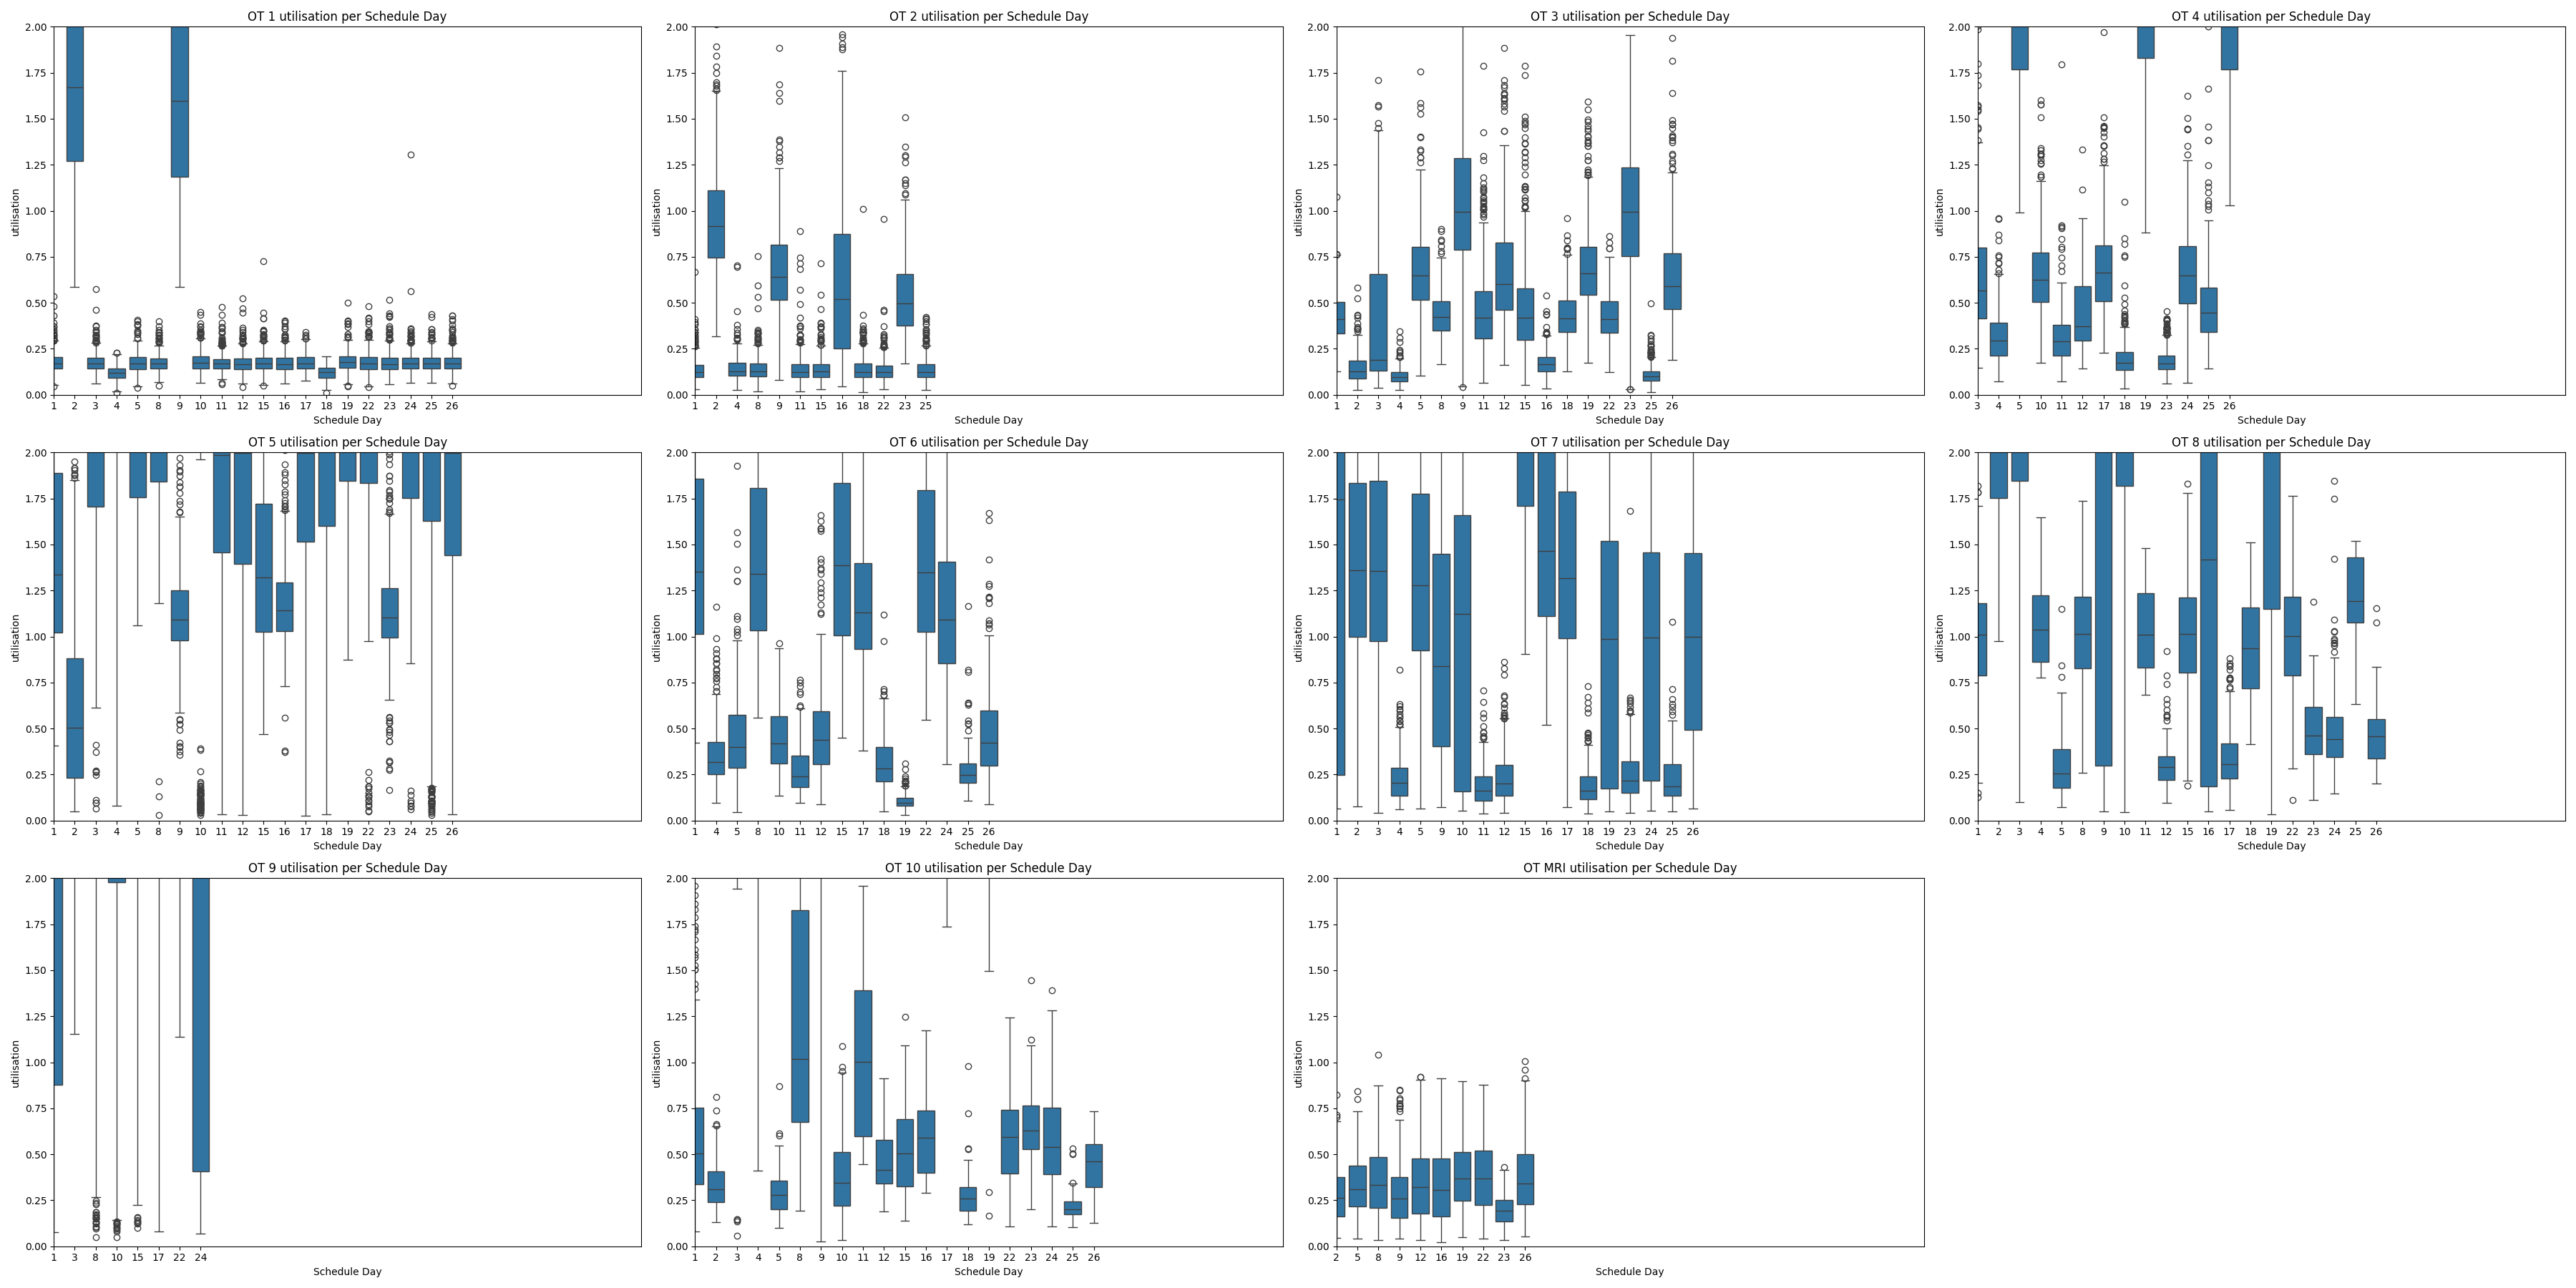 OT 1 utilisation per Schedule Day
2.00
1.75
1.50
1.25
1.00
0.75
0.50
0.25
0.00
utilisation
1 2 3 4 5 8 9 10 11 12 15 16 17 18 19 22 23 24 25 26
Schedule Day
OT 2 utilisation per Schedule Day
2.00
1.75
1.50
1.25
1.00
0.75
0.50
0.25
0.00
utilisation
1 2 4 8 9 11 15 16 18 22 23 25
Schedule Day
OT 3 utilisation per Schedule Day
2.00
1.75
1.50
1.25
1.00
0.75
0.50
0.25
0.00
utilisation
1 2 3 4 5 8 9 11 12 15 16 18 19 22 23 25 26
Schedule Day
OT 4 utilisation per Schedule Day
2.00
1.75
1.50
1.25
1.00
0.75
0.50
0.25
0.00
utilisation
3 4 5 10 11 12 17 18 19 23 24 25 26
Schedule Day
OT 5 utilisation per Schedule Day
2.00
1.75
1.50
1.25
1.00
0.75
0.50
0.25
0.00
utilisation
1 2 3 4 5 8 9 10 11 12 15 16 17 18 19 22 23 24 25 26
Schedule Day
OT 6 utilisation per Schedule Day
2.00
1.75
1.50
1.25
1.00
0.75
0.50
0.25
0.00
utilisation
1 4 5 8 10 11 12 15 17 18 19 22 24 25 26
Schedule Day
OT 7 utilisation per Schedule Day
2.00
1.75
1.50
1.25
1.00
0.75
0.50
0.25
0.00
utilisation
1 2 3 4 5 9 10 11 12 15 16 17 18 19 23 24 25 26
Schedule Day
OT 8 utilisation per Schedule Day
2.00
1.75
1.50
1.25
1.00
0.75
0.50
0.25
0.00
utilisation
1 2 3 4 5 8 9 10 11 12 15 16 17 18 19 22 23 24 25 26
Schedule Day
OT 9 utilisation per Schedule Day
2.00
1.75
1.50
1.25
1.00
0.75
0.50
0.25
0.00
utilisation
1 3 8 10 15 17 22 24
Schedule Day
OT 10 utilisation per Schedule Day
2.00
1.75
1.50
1.25
1.00
0.75
0.50
0.25
0.00
utilisation
1 2 3 4 5 8 9 10 11 12 15 16 17 18 19 22 23 24 25 26
Schedule Day
OT MRI utilisation per Schedule Day
2.00
1.75
1.50
1.25
1.00
0.75
0.50
0.25
0.00
utilisation
2 5 8 9 12 16 19 22 23 26
Schedule Day